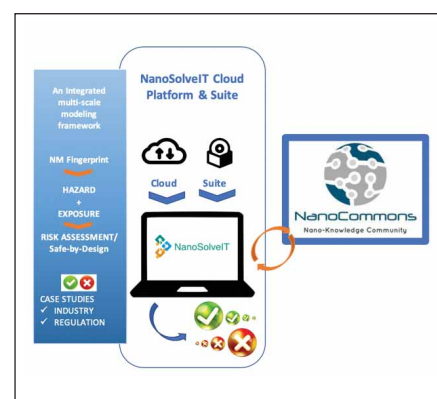 An Integrated
multi-scale
modeling
framework
NM Fingerprint
HAZARD
+
EXPOSURE
RISK ASSESSMENT/
Safe-by-Design
CASE STUDIES
✓ INDUSTRY
✓ REGULATION
NanoSolveIT Cloud
Platform & Suite
Cloud
Suite
NanoSolveIT
NanoCommons
Nano-Knowledge Community